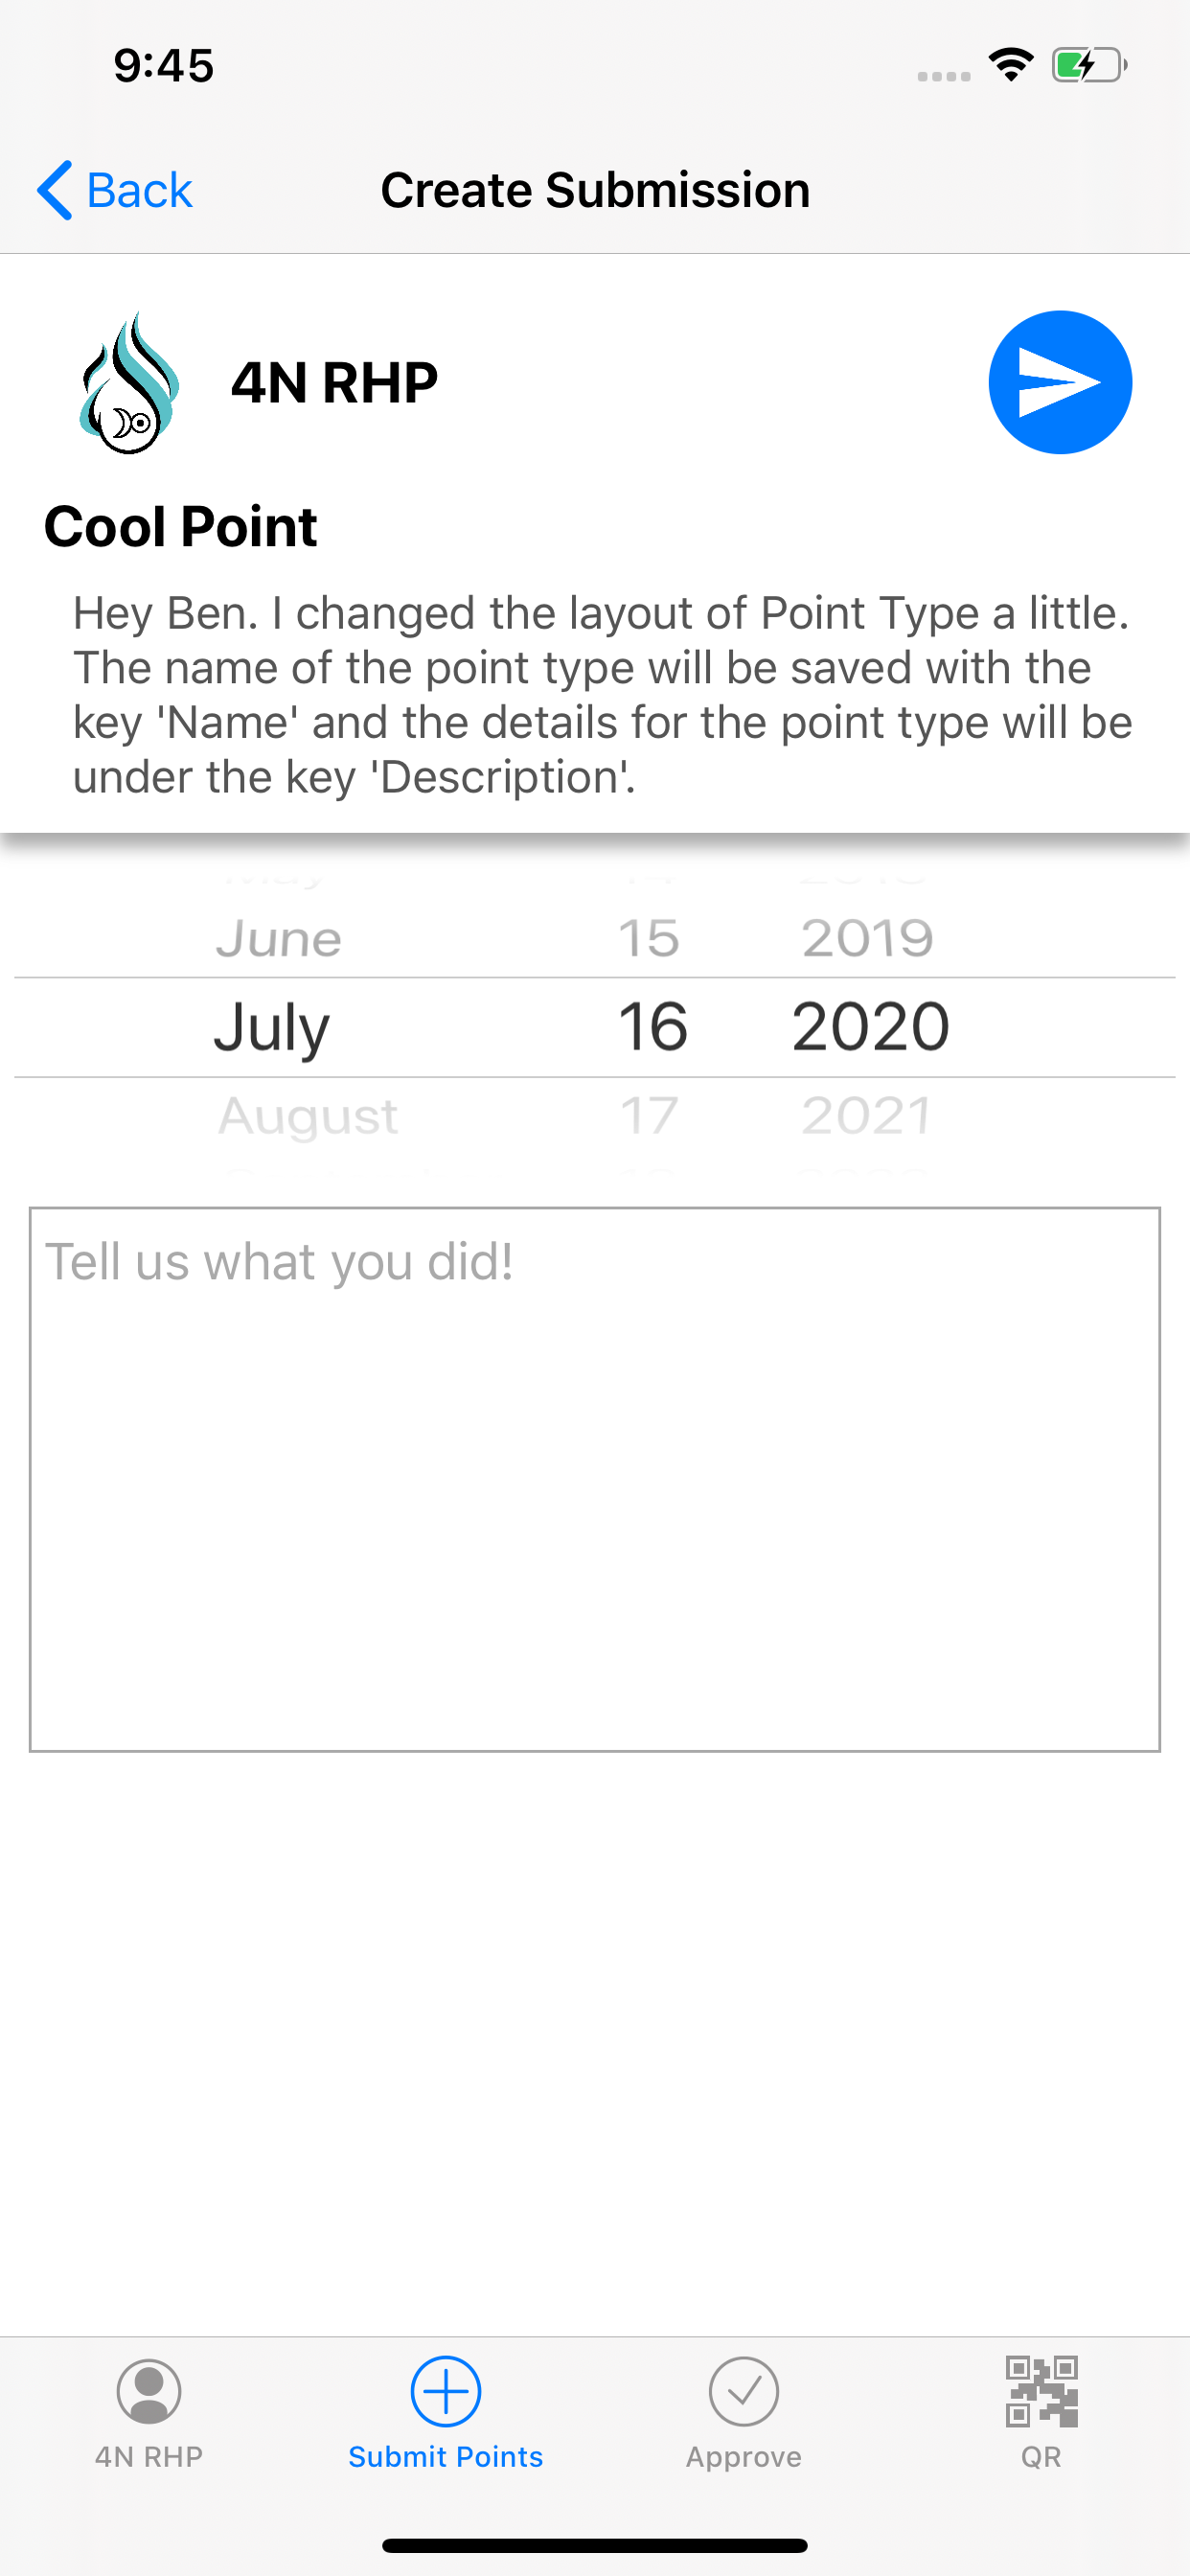 9:45
Back
Create Submission
4N RHP
Cool Point
Hey Ben. I changed the layout of Point Type a little.
The name of the point type will be saved with the
key 'Name' and the details for the point type will be
under the key 'Description'.
June 15 2019
July 16 2020
August 17 2021
Tell us what you did!
4N RHP
Submit Points
Approve
QR